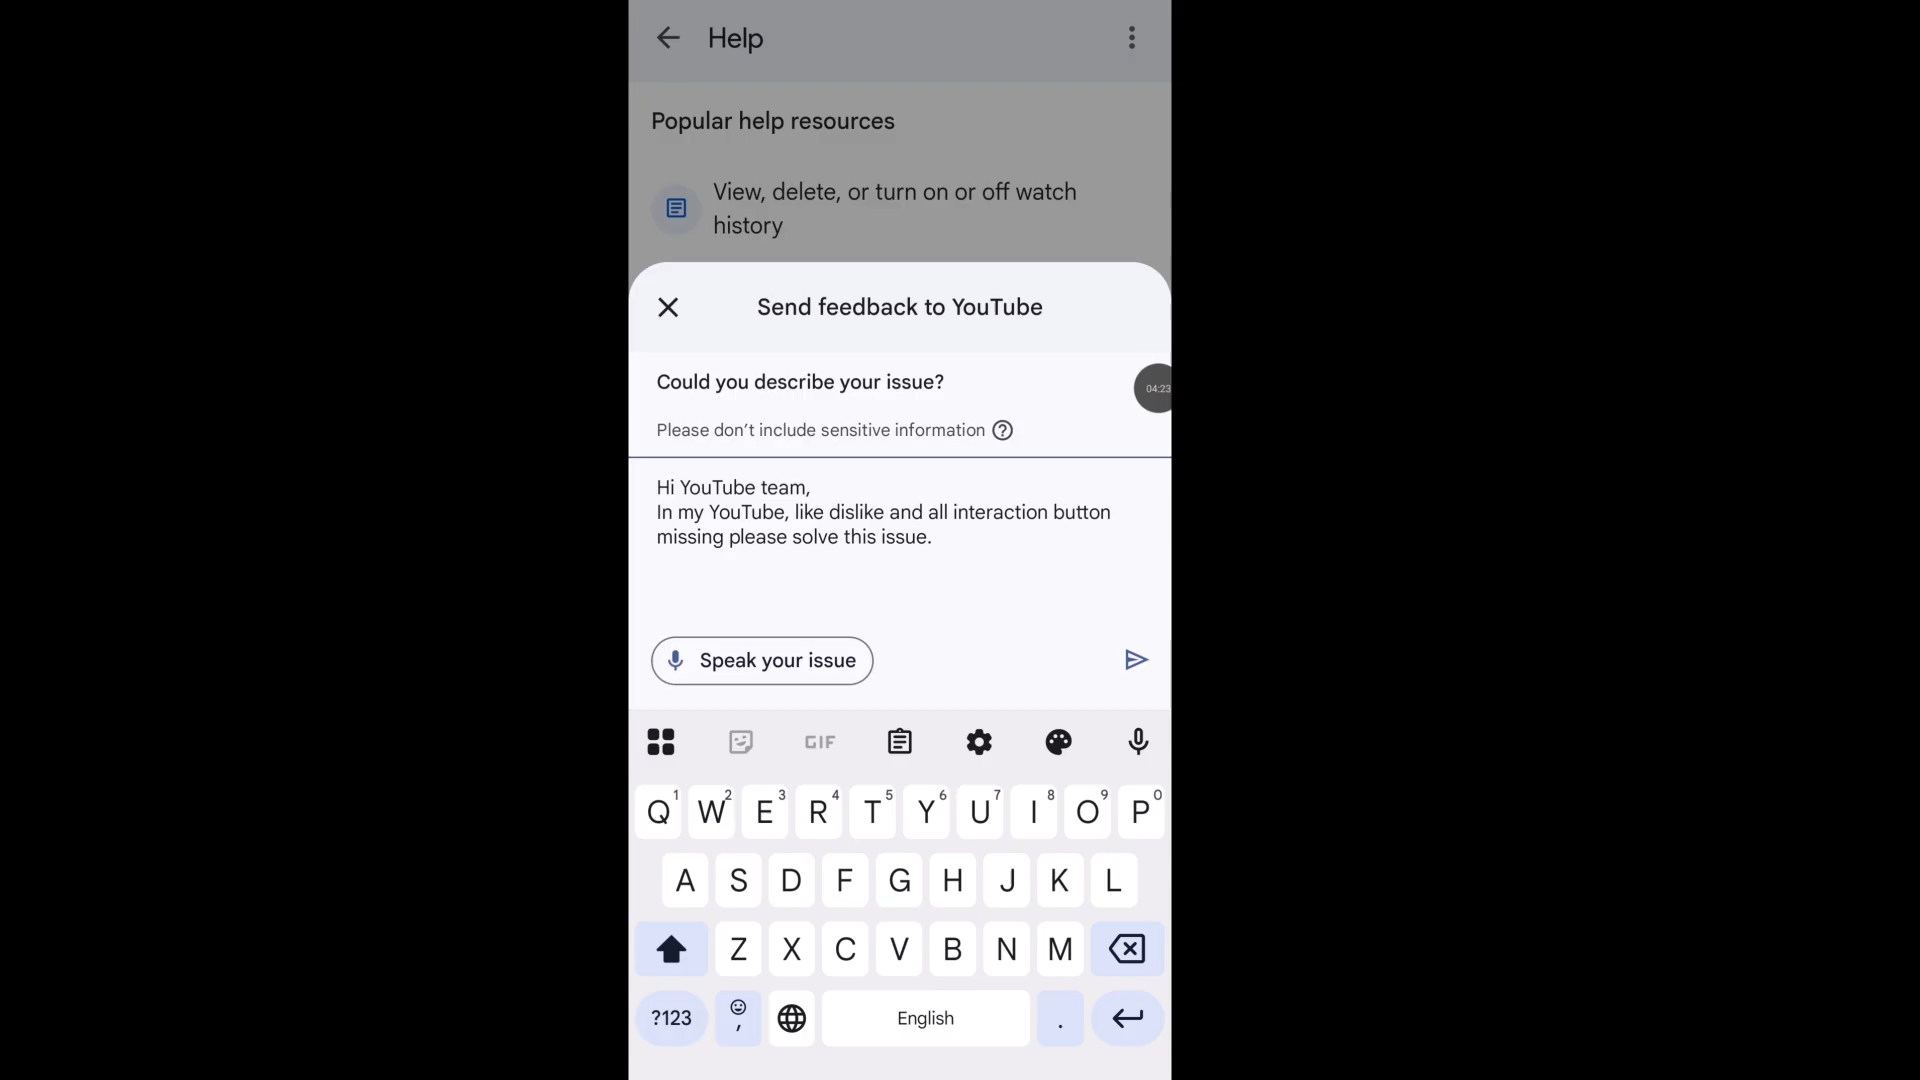 Help
Popular help resources
View, delete, or turn on or off watch
history
Send feedback to YouTube
Could you describe your issue?
04:23
Please don’t include sensitive information
Hi YouTube team,
In my YouTube, like dislike and all interaction button
missing please solve this issue.
Speak your issue
GIF
Q1 W2 E3 R4 T5 Y6 U7 I8 O9 P0
A S D F G H J K L
Z X C V B N M
?123 , English .